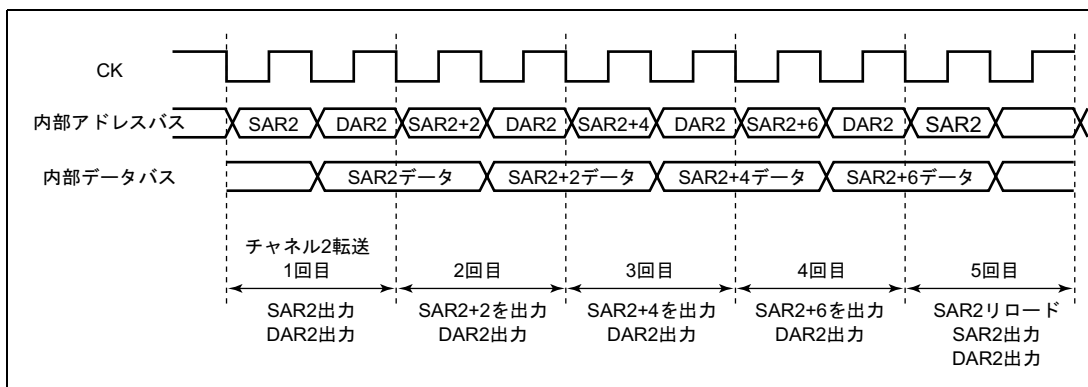 CK
内部アドレスバス
SAR2 DAR2 SAR2+2 DAR2 SAR2+4 DAR2 SAR2+6 DAR2 SAR2
内部データバス
SAR2データ SAR2+2データ SAR2+4データ SAR2+6データ
チャネル2転送
1回目 2回目 3回目 4回目 5回目
SAR2出力 SAR2+2を出力 SAR2+4を出力 SAR2+6を出力 SAR2リロード
DAR2出力 DAR2出力 DAR2出力 DAR2出力 SAR2出力
DAR2出力